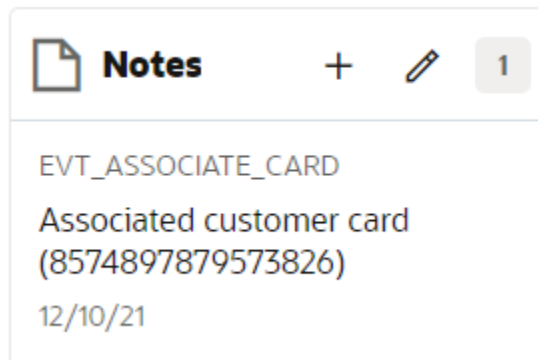 Notes + 1
EVT_ASSOCIATE_CARD
Associated customer card
(8574897879573826)
12/10/21